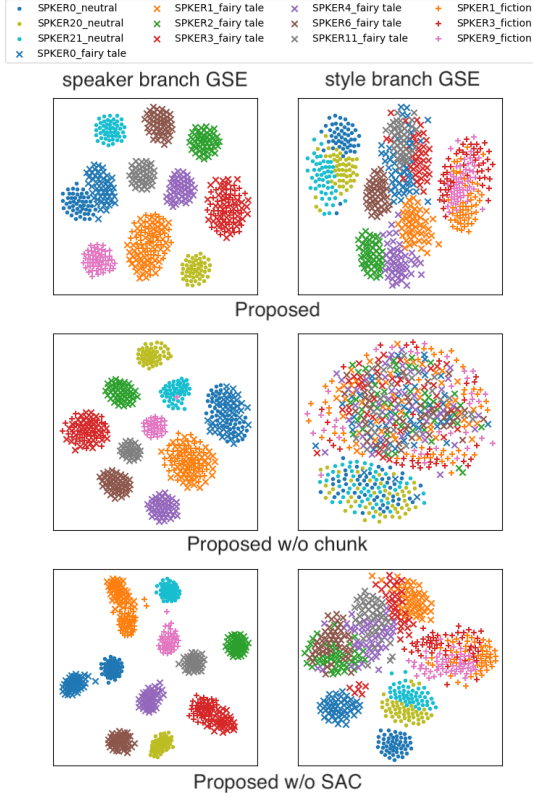 SPKER0_neutral SPKER1_fairy tale SPKER4_fairy tale SPKER1_fiction
SPKER20_neutral SPKER2_fairy tale SPKER6_fairy tale SPKER3_fiction
SPKER21_neutral SPKER3_fairy tale SPKER11_fairy tale SPKER9_fiction
SPKER0_fairy tale
speaker branch GSE style branch GSE
Proposed
Proposed w/o chunk
Proposed w/o SAC